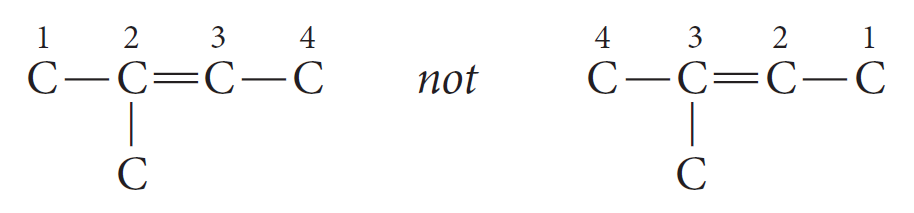 1 2 3 4 4 3 2 1
C—C=C—C not C—C=C—C
| |
C C